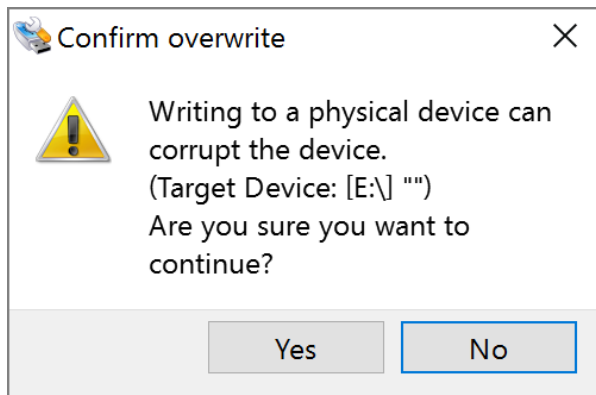 Confirm overwrite
Writing to a physical device can
corrupt the device.
(Target Device: [E:\] "")
Are you sure you want to
continue?
Yes
No